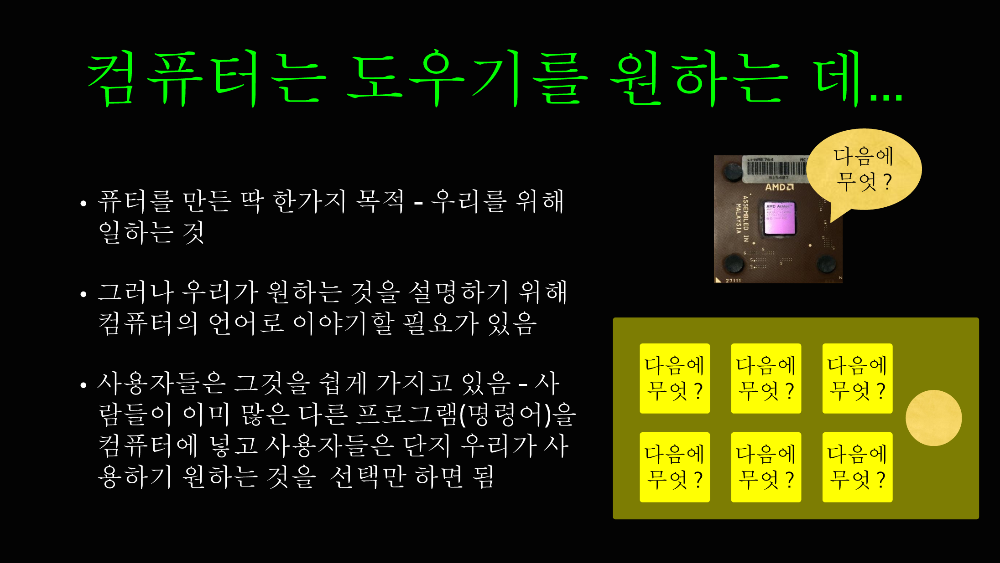 컴퓨터는 도우기를 원하는 데...
• 퓨터를 만든 딱 한가지 목적 - 우리를 위해
일하는 것
• 그러나 우리가 원하는 것을 설명하기 위해
컴퓨터의 언어로 이야기할 필요가 있음
• 사용자들은 그것을 쉽게 가지고 있음 - 사
람들이 이미 많은 다른 프로그램(명령어)을
컴퓨터에 넣고 사용자들은 단지 우리가 사
용하기 원하는 것을 선택만 하면 됨
다음에
무엇?
815407
AMD
AMD Athlon
ASSEMBLED IN
MALAYSIA
27111
다음에
무엇?
다음에
무엇?
다음에
무엇?
다음에
무엇?
다음에
무엇?
다음에
무엇?